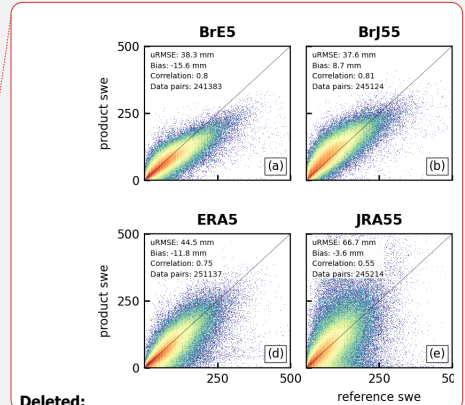 BrE5 BrJ55
500
250
0
product swe
uRMSE: 38.3 mm
Bias: -15.6 mm
Correlation: 0.8
Data pairs: 241383
(a)
uRMSE: 37.6 mm
Bias: 8.7 mm
Correlation: 0.81
Data pairs: 245124
(b)
ERA5 JRA55
500
250
0
product swe
uRMSE: 44.5 mm
Bias: -11.8 mm
Correlation: 0.75
Data pairs: 251137
(d)
uRMSE: 66.7 mm
Bias: -3.6 mm
Correlation: 0.55
Data pairs: 245214
(e)
250 500 250
reference swe
Deleted: